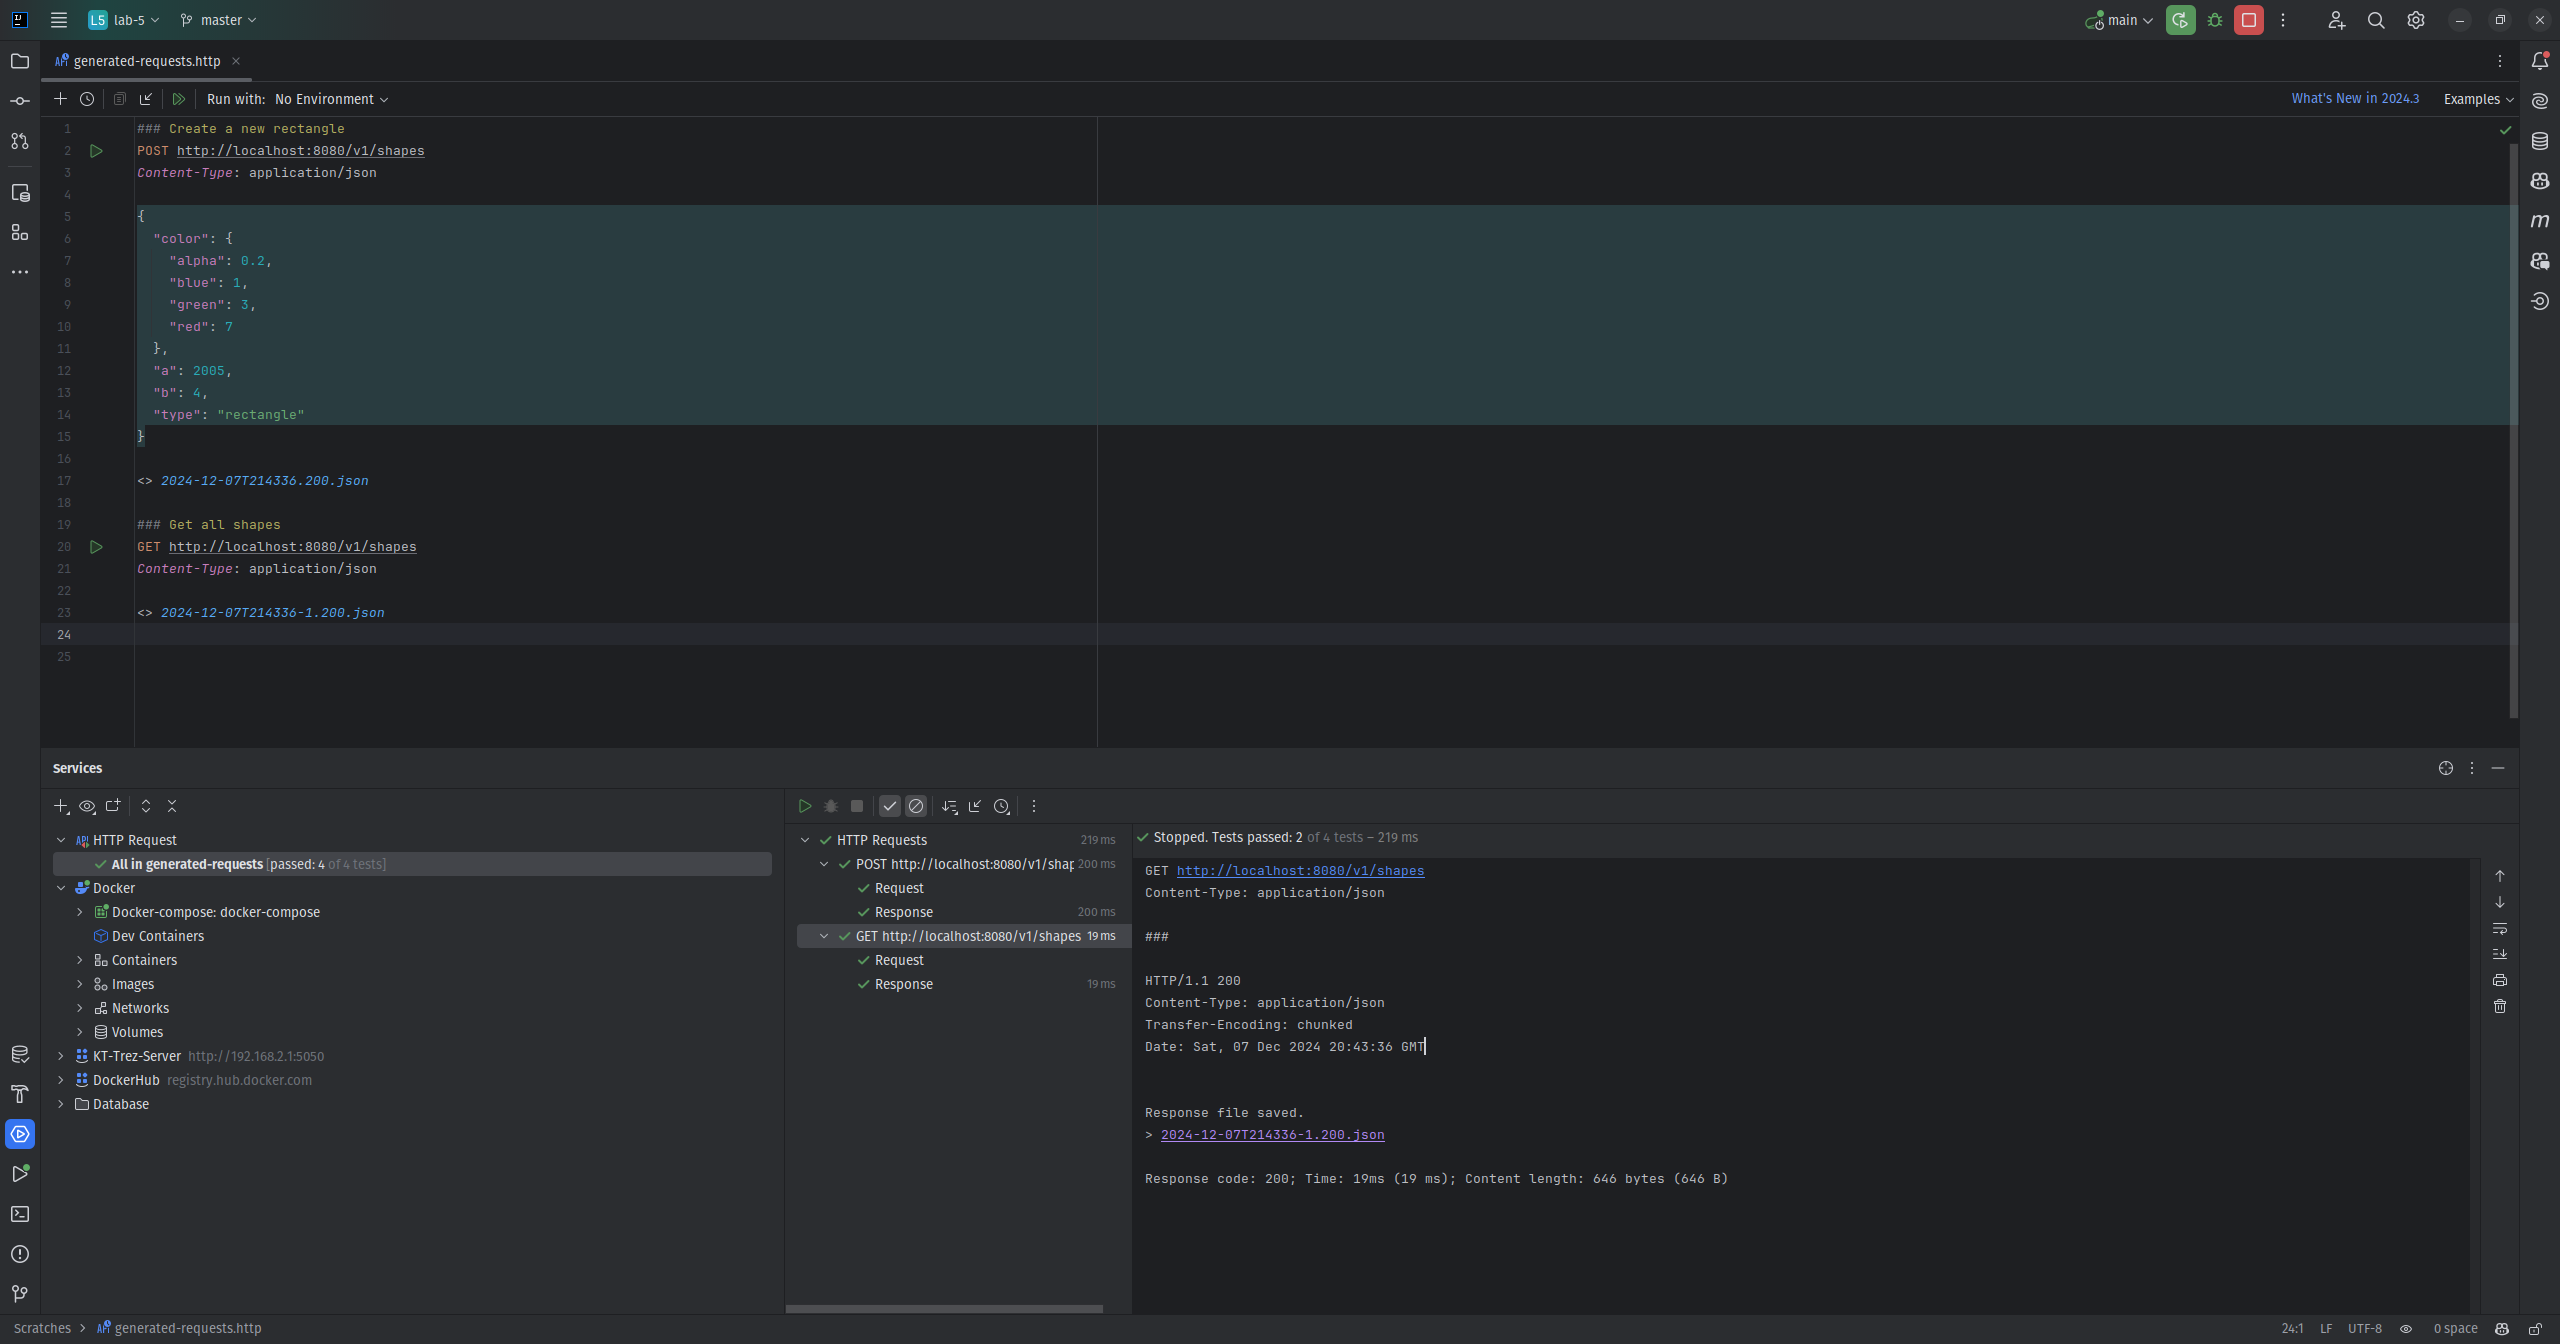 L5 lab-5 master main
generated-requests.http
Run with: No Environment What's New in 2024.3 Examples
1 ### Create a new rectangle
2 POST http://localhost:8080/v1/shapes
3 Content-Type: application/json
4
5 {
6 "color": {
7 "alpha": 0.2,
8 "blue": 1,
9 "green": 3,
10 "red": 7
11 },
12 "a": 2005,
13 "b": 4,
14 "type": "rectangle"
15 }
16
17 <> 2024-12-07T214336.200.json
18
19 ### Get all shapes
20 GET http://localhost:8080/v1/shapes
21 Content-Type: application/json
22
23 <> 2024-12-07T214336-1.200.json
24
25
Services
HTTP Request
All in generated-requests [passed: 4 of 4 tests]
Docker
Docker-compose: docker-compose
Dev Containers
Containers
Images
Networks
Volumes
KT-Trez-Server http://192.168.2.1:5050
DockerHub registry.hub.docker.com
Database
HTTP Requests 219 ms
POST http://localhost:8080/v1/shap 200 ms
Request
Response 200 ms
GET http://localhost:8080/v1/shapes 19 ms
Request
Response 19 ms
Stopped. Tests passed: 2 of 4 tests – 219 ms
GET http://localhost:8080/v1/shapes
Content-Type: application/json
###
HTTP/1.1 200
Content-Type: application/json
Transfer-Encoding: chunked
Date: Sat, 07 Dec 2024 20:43:36 GMT
Response file saved.
> 2024-12-07T214336-1.200.json
Response code: 200; Time: 19ms (19 ms); Content length: 646 bytes (646 B)
Scratches > generated-requests.http 24:1 LF UTF-8 0 space